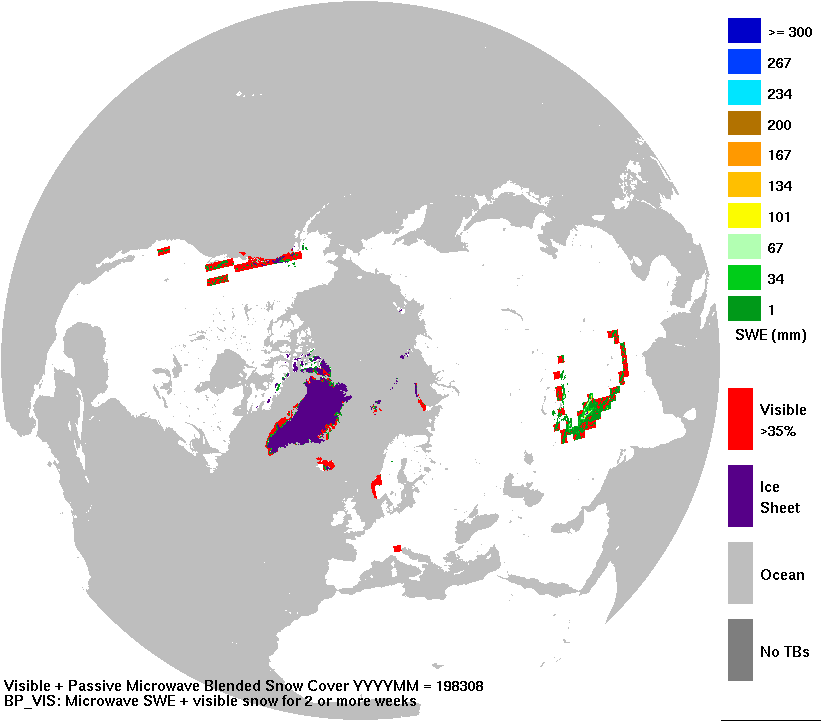 >= 300
267
234
200
167
134
101
67
34
1
SWE (mm)
Visible
>35%
Ice
Sheet
Ocean
No TBs
Visible + Passive Microwave Blended Snow Cover YYYYMM = 198308
BP_VIS: Microwave SWE + visible snow for 2 or more weeks